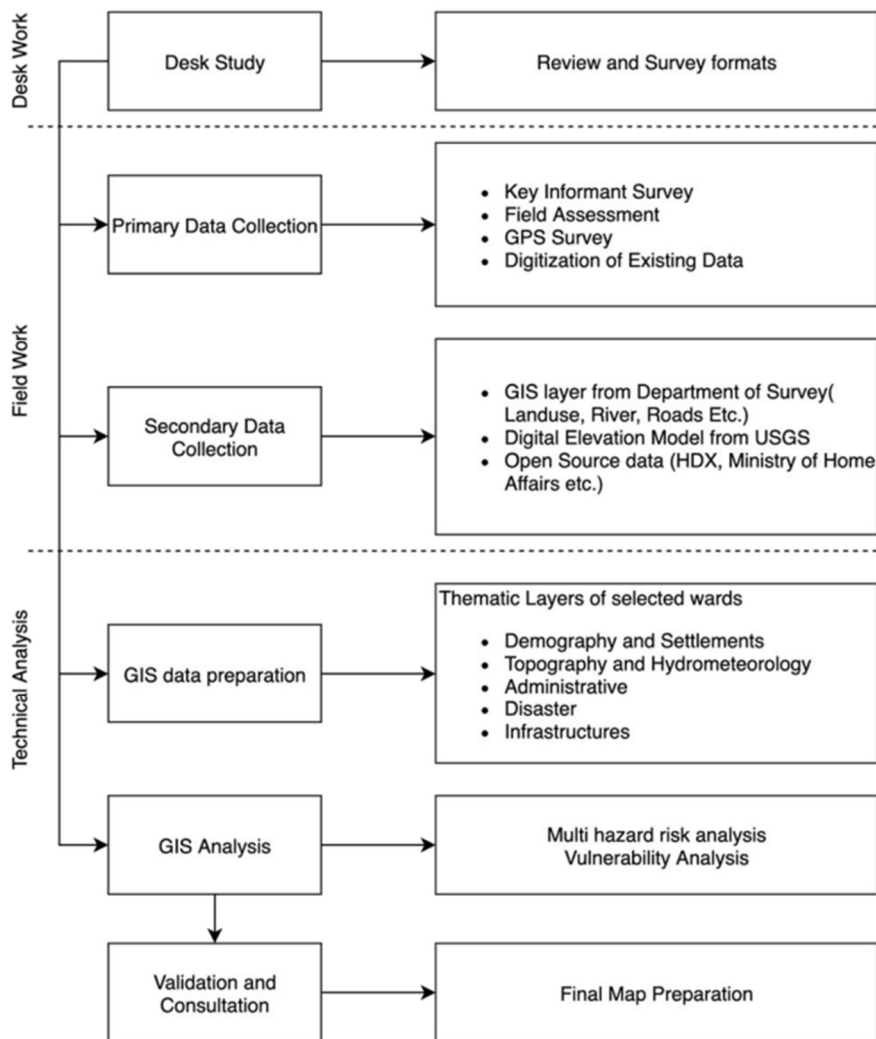 Desk Work
Desk Study
Review and Survey formats
Field Work
Primary Data Collection
• Key Informant Survey
• Field Assessment
• GPS Survey
• Digitization of Existing Data
Secondary Data
Collection
• GIS layer from Department of Survey(
Landuse, River, Roads Etc.)
• Digital Elevation Model from USGS
• Open Source data (HDX, Ministry of Home
Affairs etc.)
Technical Analysis
GIS data preparation
Thematic Layers of selected wards
• Demography and Settlements
• Topography and Hydrometeorology
• Administrative
• Disaster
• Infrastructures
GIS Analysis
Multi hazard risk analysis
Vulnerability Analysis
Validation and
Consultation
Final Map Preparation